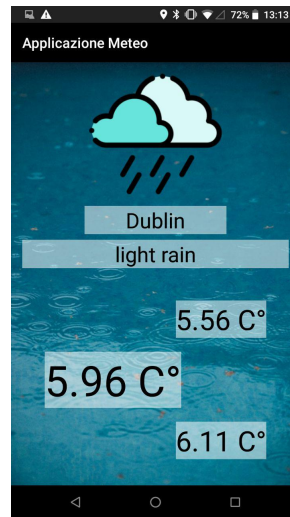 72% 13:13
Applicazione Meteo
Dublin
light rain
5.56 C°
5.96 C°
6.11 C°